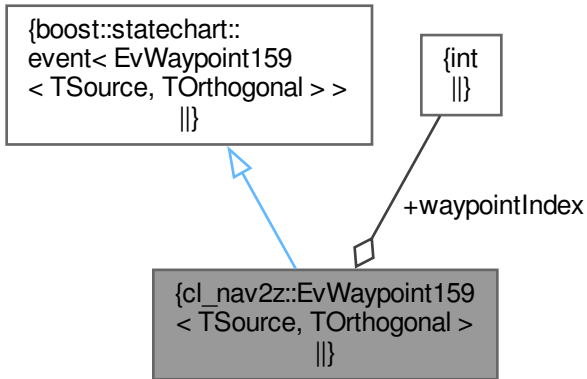 {boost::statechart::
event< EvWaypoint159
< TSource, TOrthogonal > >
||}
{int
||}
+waypointIndex
{cl_nav2z::EvWaypoint159
< TSource, TOrthogonal >
||}